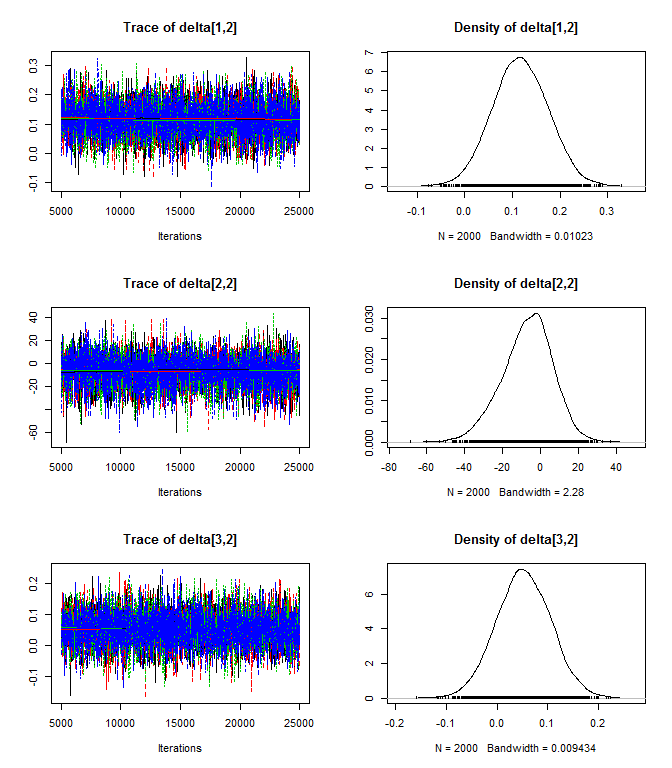 Trace of delta[1,2]
0.3
0.2
0.1
0.0
-0.1
5000 10000 15000 20000 25000
Iterations
Density of delta[1,2]
7
6
5
4
3
2
1
0
-0.1 0.0 0.1 0.2 0.3
N = 2000 Bandwidth = 0.01023
Trace of delta[2,2]
40
20
0
-20
-60
5000 10000 15000 20000 25000
Iterations
Density of delta[2,2]
0.030
0.020
0.010
0.000
-80 -60 -40 -20 0 20 40
N = 2000 Bandwidth = 2.28
Trace of delta[3,2]
0.2
0.1
0.0
-0.1
5000 10000 15000 20000 25000
Iterations
Density of delta[3,2]
6
4
2
0
-0.2 -0.1 0.0 0.1 0.2
N = 2000 Bandwidth = 0.009434